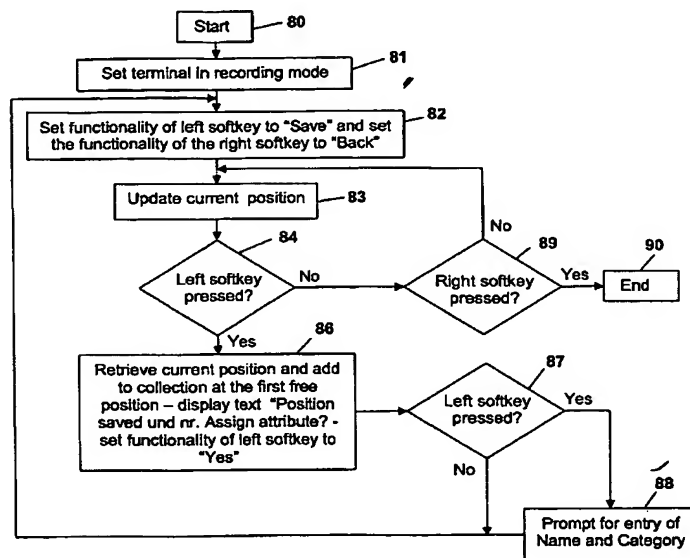 Start
80
Set terminal in recording mode
81
Set functionality of left softkey to "Save" and set
the functionality of the right softkey to "Back"
82
Update current position
83
No
84
89
90
Left softkey
pressed?
No
Right softkey
pressed?
Yes
End
Yes
86
Retrieve current position and add
to collection at the first free
position – display text "Position
saved und nr. Assign attribute? -
set functionality of left softkey to
"Yes"
87
Left softkey
pressed?
Yes
No
88
Prompt for entry of
Name and Category